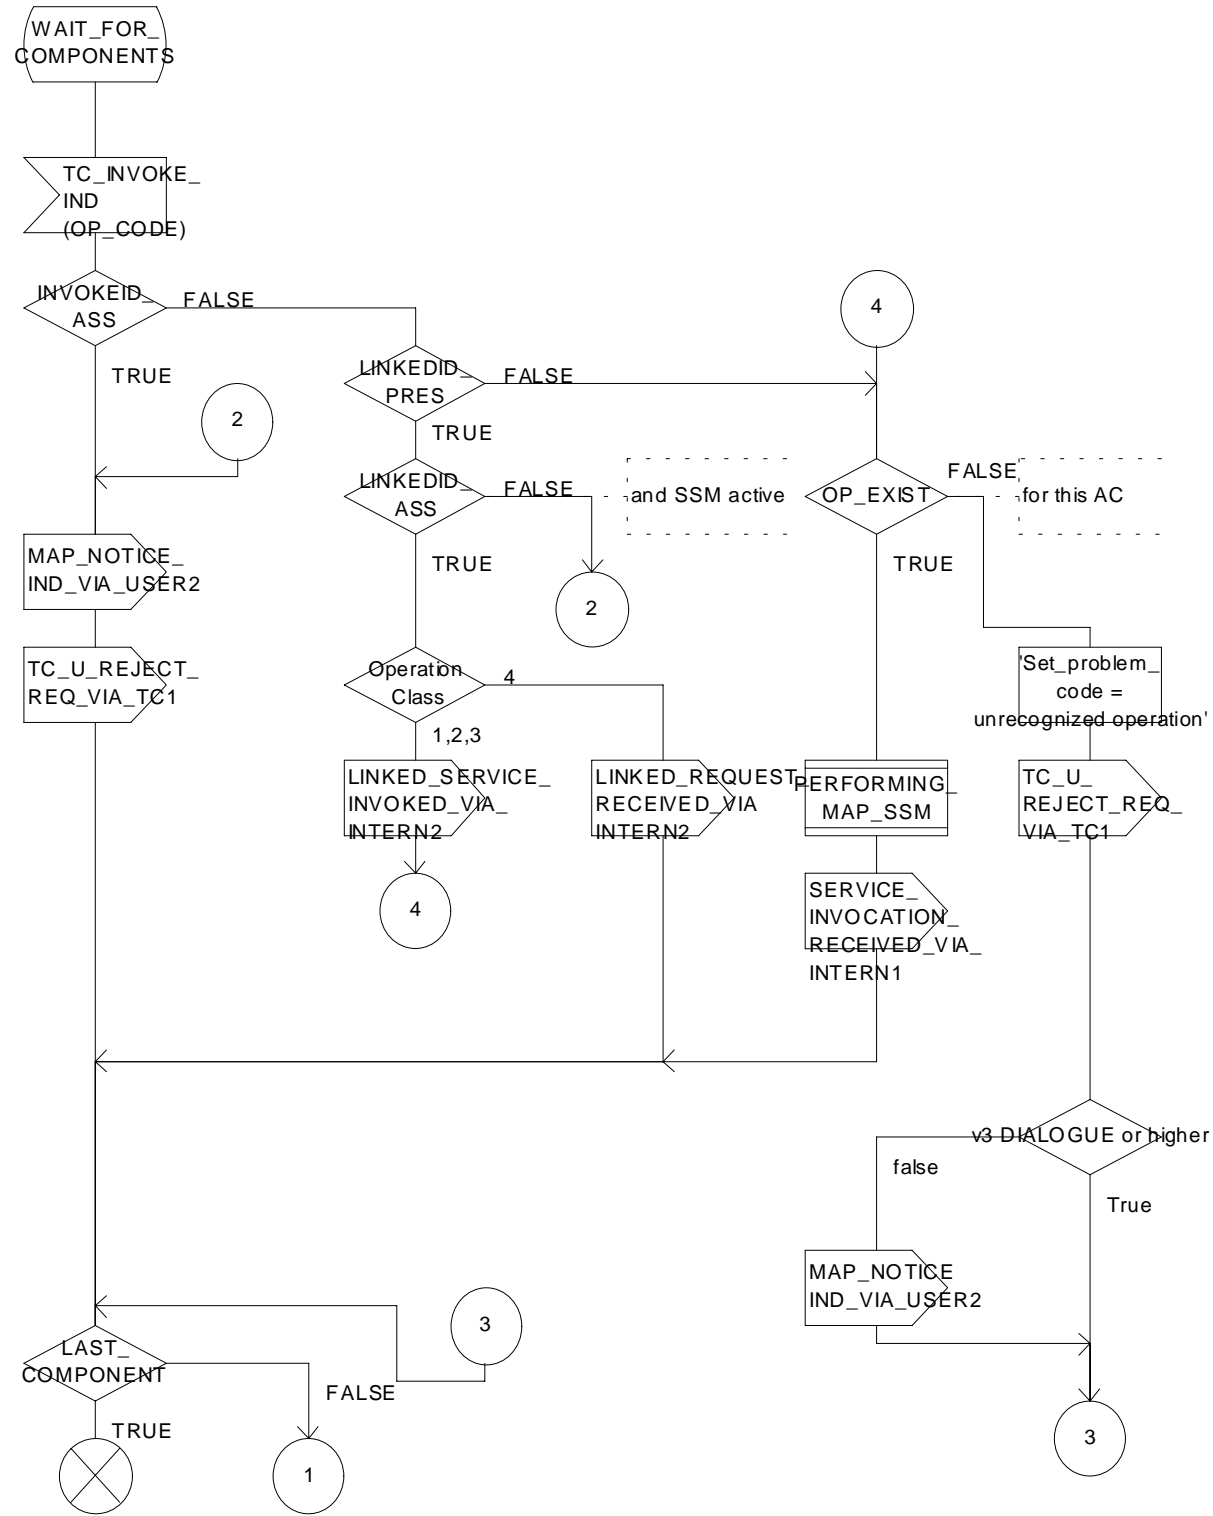 WAIT_FOR_
COMPONENTS
TC_INVOKE_
IND
(OP_CODE)
INVOKEID_
ASS
FALSE
TRUE
2
LINKEDID_
PRES
FALSE
TRUE
4
LINKEDID_
ASS
FALSE
TRUE
and SSM active
2
OP_EXIST
FALSE
for this AC
TRUE
MAP_NOTICE_
IND_VIA_USER2
TC_U_REJECT_
REQ_VIA_TC1
Operation
Class
4
1,2,3
'Set_problem_
code =
unrecognized operation'
LINKED_SERVICE_
INVOKED_VIA_
INTERN2
4
LINKED_REQUEST_
RECEIVED_VIA
INTERN2
PERFORMING_
MAP_SSM
SERVICE_
INVOCATION_
RECEIVED_VIA_
INTERN1
TC_U_
REJECT_REQ_
VIA_TC1
v3 DIALOGUE or higher
false
True
MAP_NOTICE
IND_VIA_USER2
3
3
LAST_
COMPONENT
FALSE
TRUE
1